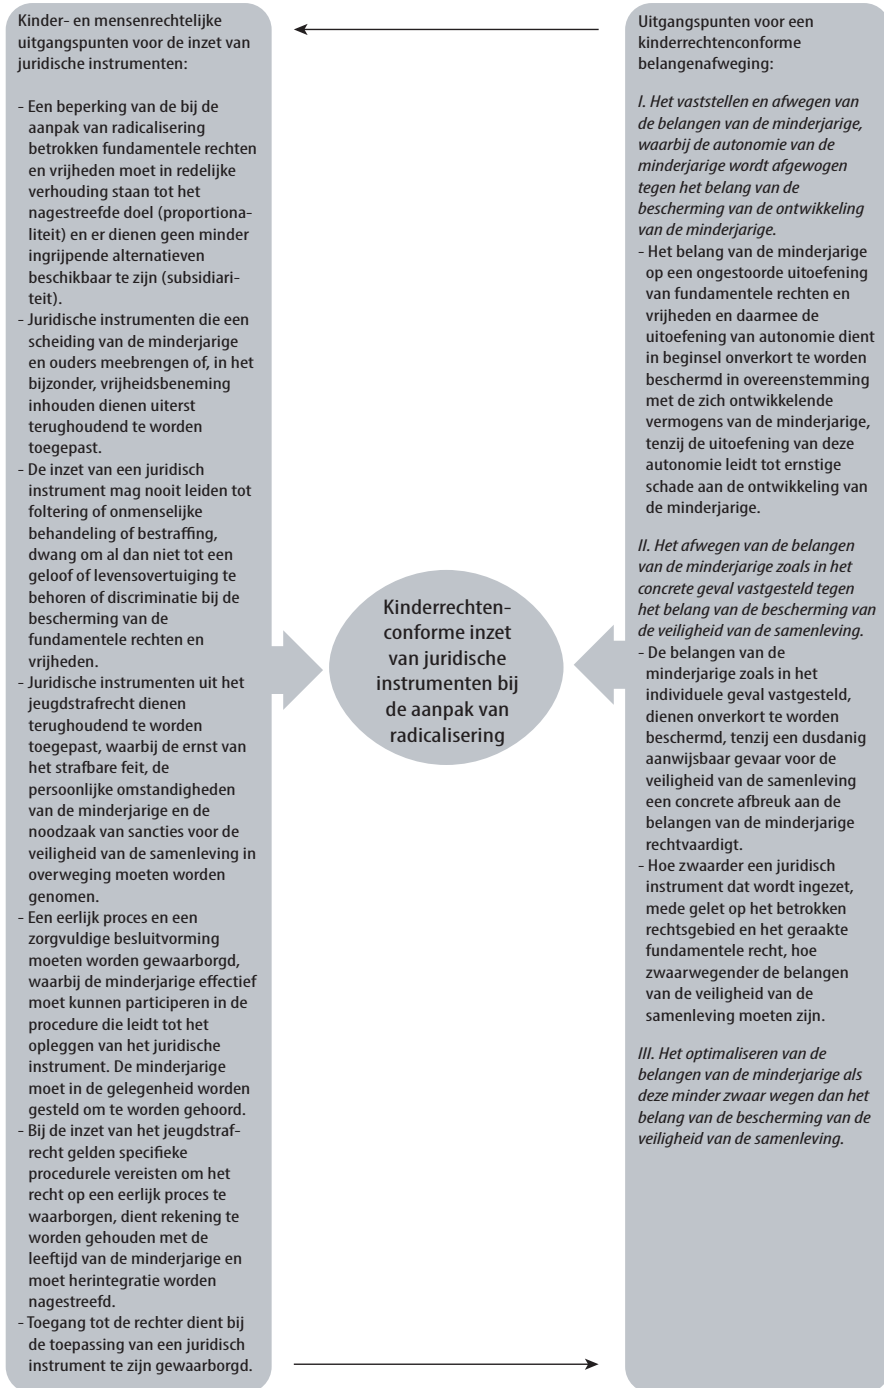 Kinder- en mensenrechtelijke
uitgangspunten voor de inzet van
juridische instrumenten:
- Een beperking van de bij de
aanpak van radicalisering
betrokken fundamentele rechten
en vrijheden moet in redelijke
verhouding staan tot het
nagestreefde doel (proportiona-
liteit) en er dienen geen minder
ingrijpende alternatieven
beschikbaar te zijn (subsidiari-
teit).
- Juridische instrumenten die een
scheiding van de minderjarige
en ouders meebrengen of, in het
bijzonder, vrijheidsbeneming
inhouden dienen uiterst
terughoudend te worden
toegepast.
- De inzet van een juridisch
instrument mag nooit leiden tot
foltering of onmenselijke
behandeling of bestraffing,
dwang om al dan niet tot een
geloof of levensovertuiging te
behoren of discriminatie bij de
bescherming van de
fundamentele rechten en
vrijheden.
- Juridische instrumenten uit het
jeugdstrafrecht dienen
terughoudend te worden
toegepast, waarbij de ernst van
het strafbare feit, de
persoonlijke omstandigheden
van de minderjarige en de
noodzaak van sancties voor de
veiligheid van de samenleving in
overweging moeten worden
genomen.
- Een eerlijk proces en een
zorgvuldige besluitvorming
moeten worden gewaarborgd,
waarbij de minderjarige effectief
moet kunnen participeren in de
procedure die leidt tot het
opleggen van het juridische
instrument. De minderjarige
moet in de gelegenheid worden
gesteld om te worden gehoord.
- Bij de inzet van het jeugdstraf-
recht gelden specifieke
procedurele vereisten om het
recht op een eerlijk proces te
waarborgen, dient rekening te
worden gehouden met de
leeftijd van de minderjarige en
moet herintegratie worden
nagestreefd.
- Toegang tot de rechter dient bij
de toepassing van een juridisch
instrument te zijn gewaarborgd.
Kinderrechten-
conforme inzet
van juridische
instrumenten bij
de aanpak van
radicalisering
Uitgangspunten voor een
kinderrechtenconforme
belangenafweging:
I. Het vaststellen en afwegen van
de belangen van de minderjarige,
waarbij de autonomie van de
minderjarige wordt afgewogen
tegen het belang van de
bescherming van de ontwikkeling
van de minderjarige.
- Het belang van de minderjarige
op een ongestoorde uitoefening
van fundamentele rechten en
vrijheden en daarmee de
uitoefening van autonomie dient
in beginsel onverkort te worden
beschermd in overeenstemming
met de zich ontwikkelende
vermogens van de minderjarige,
tenzij de uitoefening van deze
autonomie leidt tot ernstige
schade aan de ontwikkeling van
de minderjarige.
II. Het afwegen van de belangen
van de minderjarige zoals in het
concrete geval vastgesteld tegen
het belang van de bescherming van
de veiligheid van de samenleving.
- De belangen van de
minderjarige zoals in het
individuele geval vastgesteld,
dienen onverkort te worden
beschermd, tenzij een dusdanig
aanwijsbaar gevaar voor de
veiligheid van de samenleving
een concrete afbreuk aan de
belangen van de minderjarige
rechtvaardigt.
- Hoe zwaarder een juridisch
instrument dat wordt ingezet,
mede gelet op het betrokken
rechtsgebied en het geraakte
fundamentele recht, hoe
zwaarwegender de belangen
van de veiligheid van de
samenleving moeten zijn.
III. Het optimaliseren van de
belangen van de minderjarige als
deze minder zwaar wegen dan het
belang van de bescherming van de
veiligheid van de samenleving.